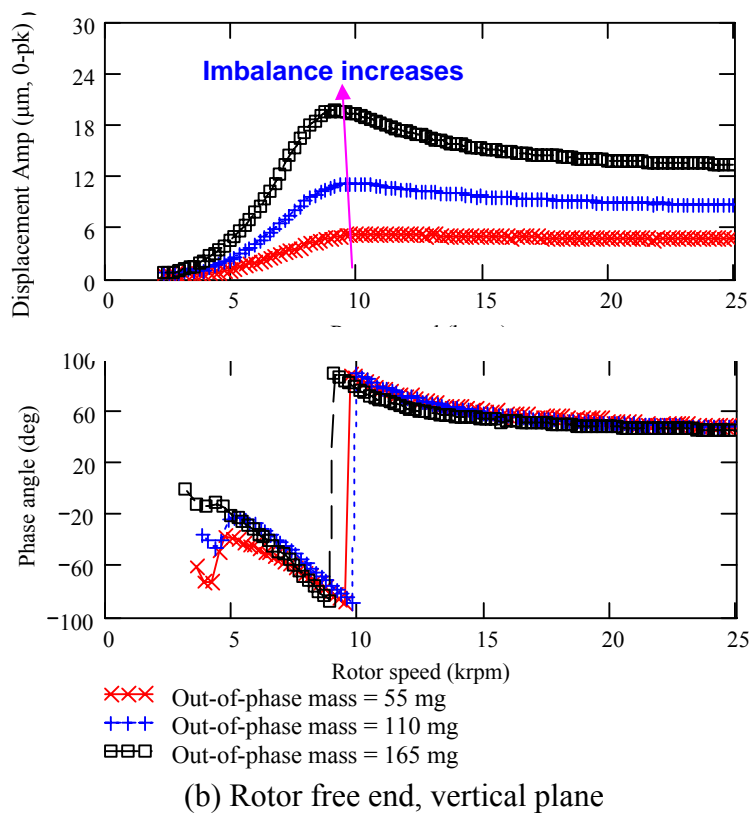 30
24
18
12
6
0
Displacement Amp (μm, 0-pk)
Imbalance increases
0 5 10 15 20 25
100
60
20
−20
−60
−100
Phase angle (deg)
0 5 10 15 20 25
Rotor speed (krpm)
Out-of-phase mass = 55 mg
Out-of-phase mass = 110 mg
Out-of-phase mass = 165 mg
(b) Rotor free end, vertical plane